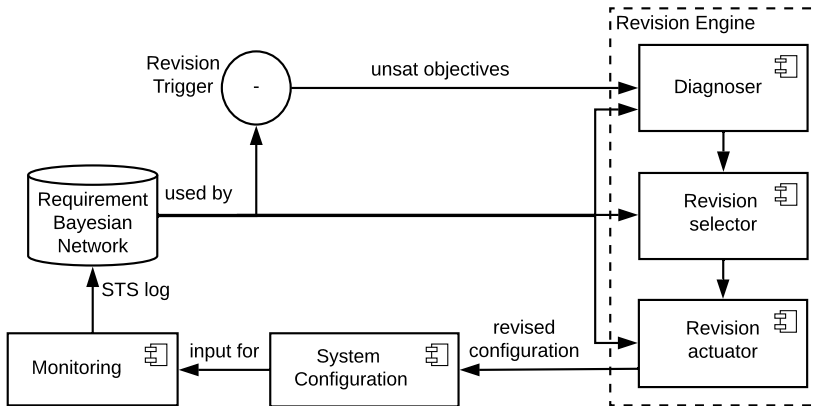 Revision Engine
Revision
Trigger
-
unsat objectives
Diagnoser
used by
Requirement
Bayesian
Network
Revision
selector
STS log
Monitoring
input for
System
Configuration
revised
configuration
Revision
actuator